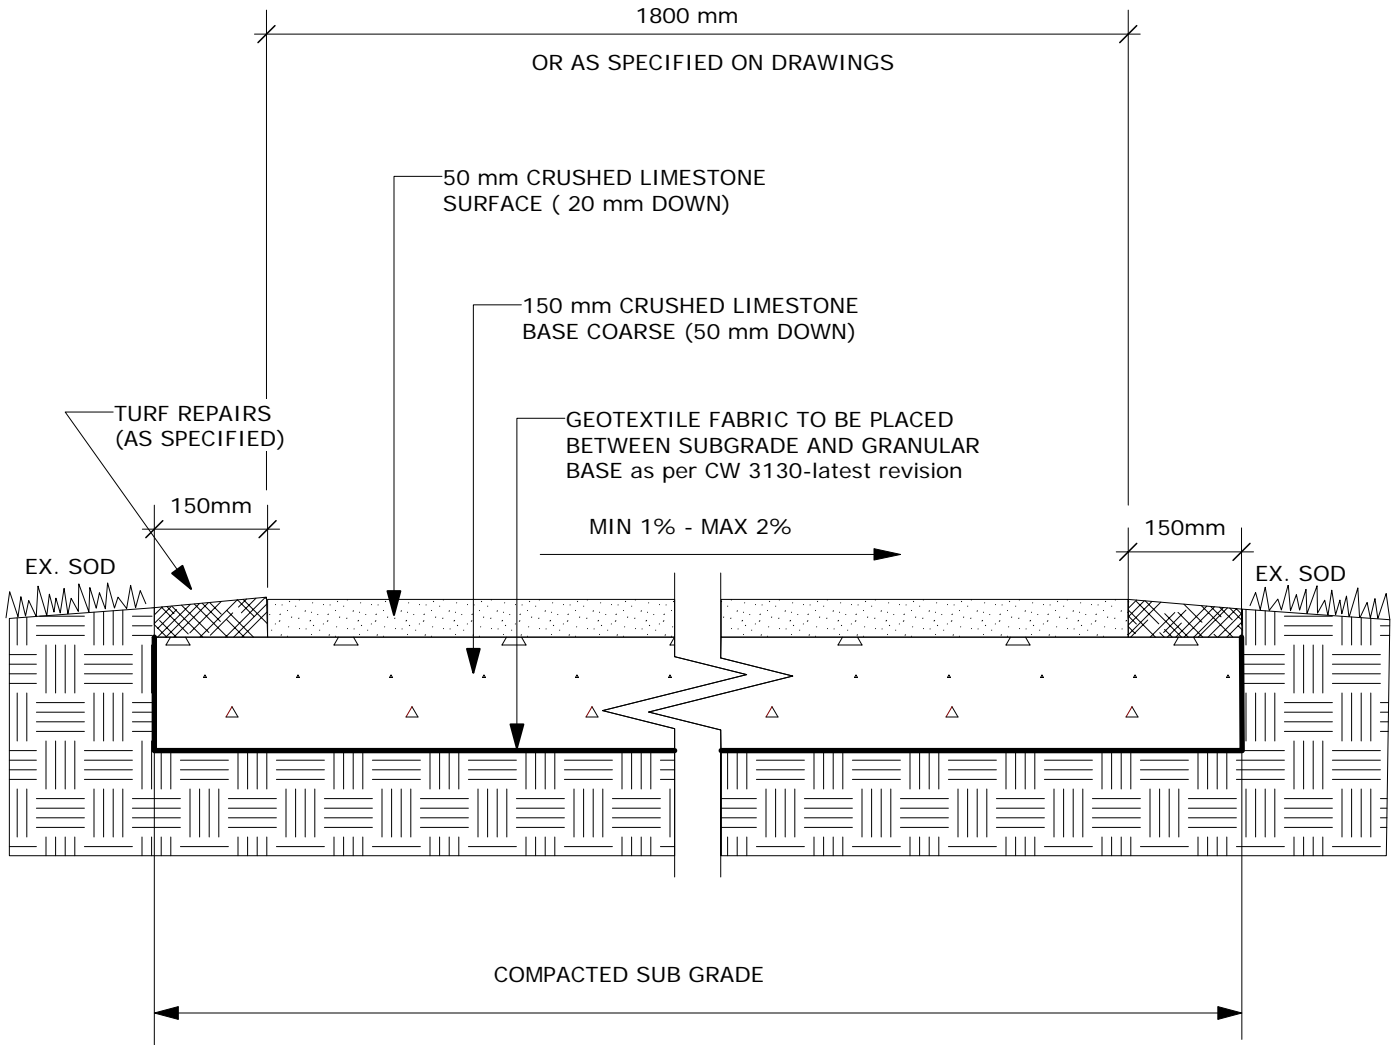 1800 mm
OR AS SPECIFIED ON DRAWINGS
50 mm CRUSHED LIMESTONE
SURFACE ( 20 mm DOWN)
150 mm CRUSHED LIMESTONE
BASE COARSE (50 mm DOWN)
TURF REPAIRS
(AS SPECIFIED)
GEOTEXTILE FABRIC TO BE PLACED
BETWEEN SUBGRADE AND GRANULAR
BASE as per CW 3130-latest revision
150mm
MIN 1% - MAX 2%
150mm
EX. SOD
EX. SOD
COMPACTED SUB GRADE